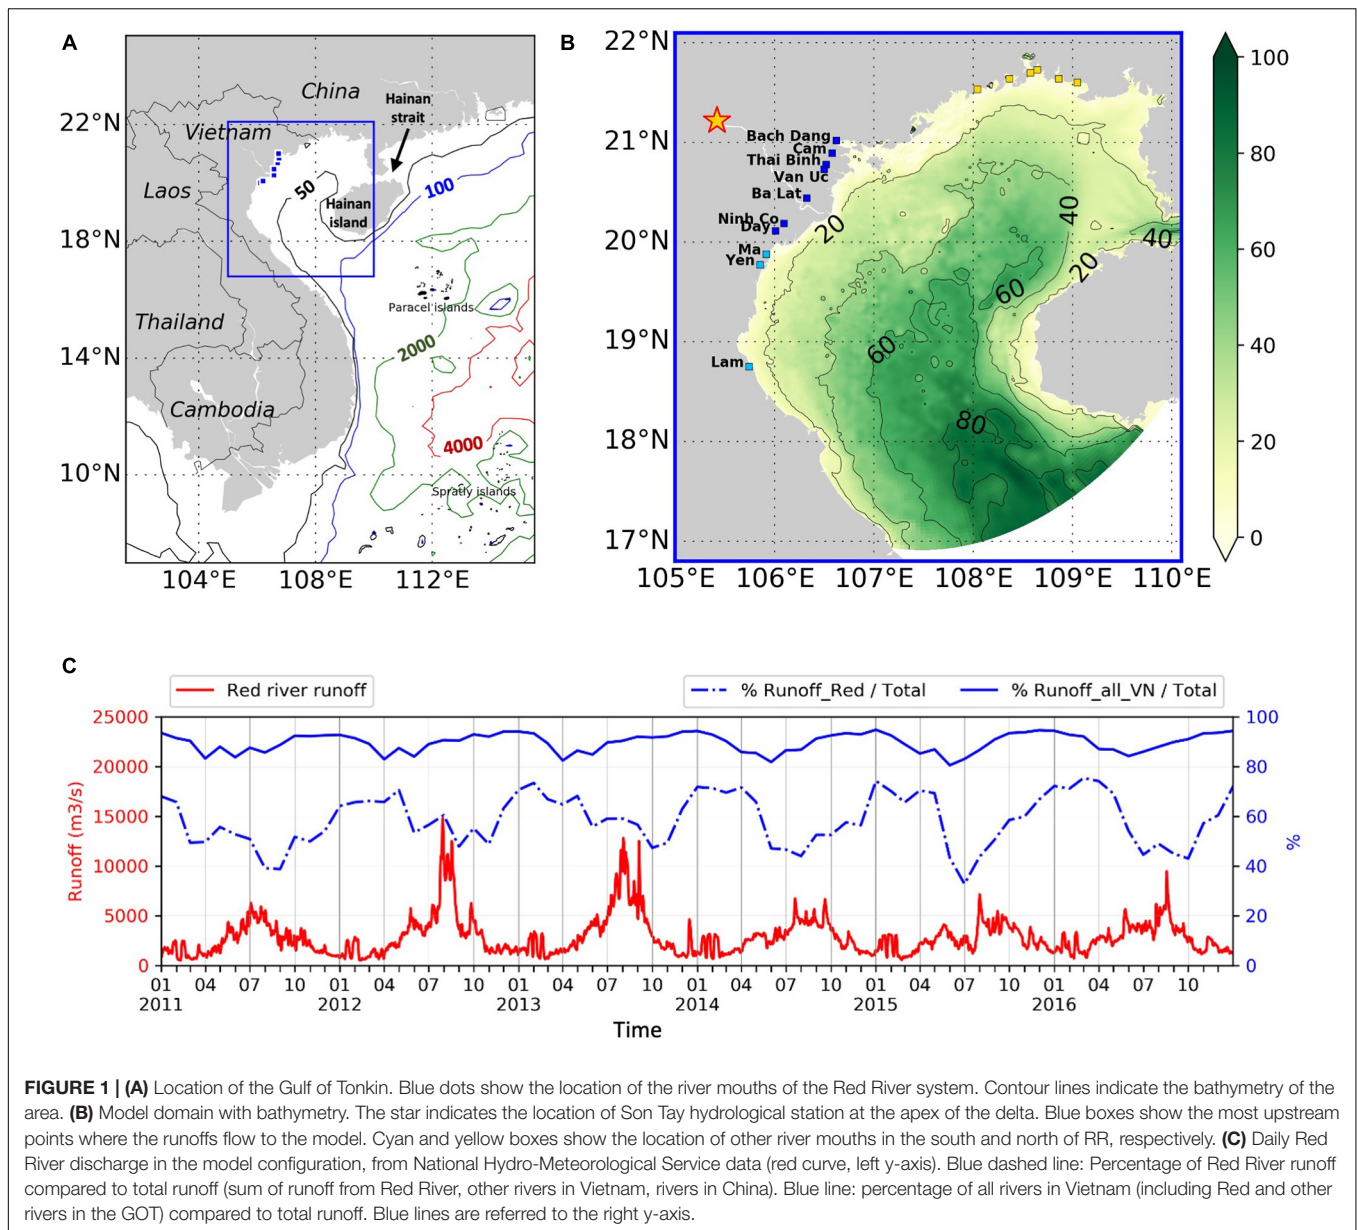 A
China
Hainan
strait
22°N
Vietnam
Laos
50
100
Hainan
island
18°N
Paracel islands
Thailand
2000
14°N
Cambodia
4000
10°N
Spratly islands
104°E 108°E 112°E
B
22°N
21°N
Bach Dang
Cam
Thai Binh
Van Uc
Ba Lat
Ninh Co
Day
20°N
Ma
Yen
19°N
Lam
18°N
17°N
20
40
40
20
60
60
80
105°E 106°E 107°E 108°E 109°E 110°E
100
80
60
40
20
0
C
Red river runoff
% Runoff_Red / Total % Runoff_all_VN / Total
25000
20000
15000
10000
5000
0
Runoff (m3/s)
100
80
60
40
20
0
%
01 04 07 10 01 04 07 10 01 04 07 10 01 04 07 10 01 04 07 10 01 04 07 10
2011 2012 2013 2014 2015 2016
Time
FIGURE 1 | (A) Location of the Gulf of Tonkin. Blue dots show the location of the river mouths of the Red River system. Contour lines indicate the bathymetry of the
area. (B) Model domain with bathymetry. The star indicates the location of Son Tay hydrological station at the apex of the delta. Blue boxes show the most upstream
points where the runoffs flow to the model. Cyan and yellow boxes show the location of other river mouths in the south and north of RR, respectively. (C) Daily Red
River discharge in the model configuration, from National Hydro-Meteorological Service data (red curve, left y-axis). Blue dashed line: Percentage of Red River runoff
compared to total runoff (sum of runoff from Red River, other rivers in Vietnam, rivers in China). Blue line: percentage of all rivers in Vietnam (including Red and other
rivers in the GOT) compared to total runoff. Blue lines are referred to the right y-axis.